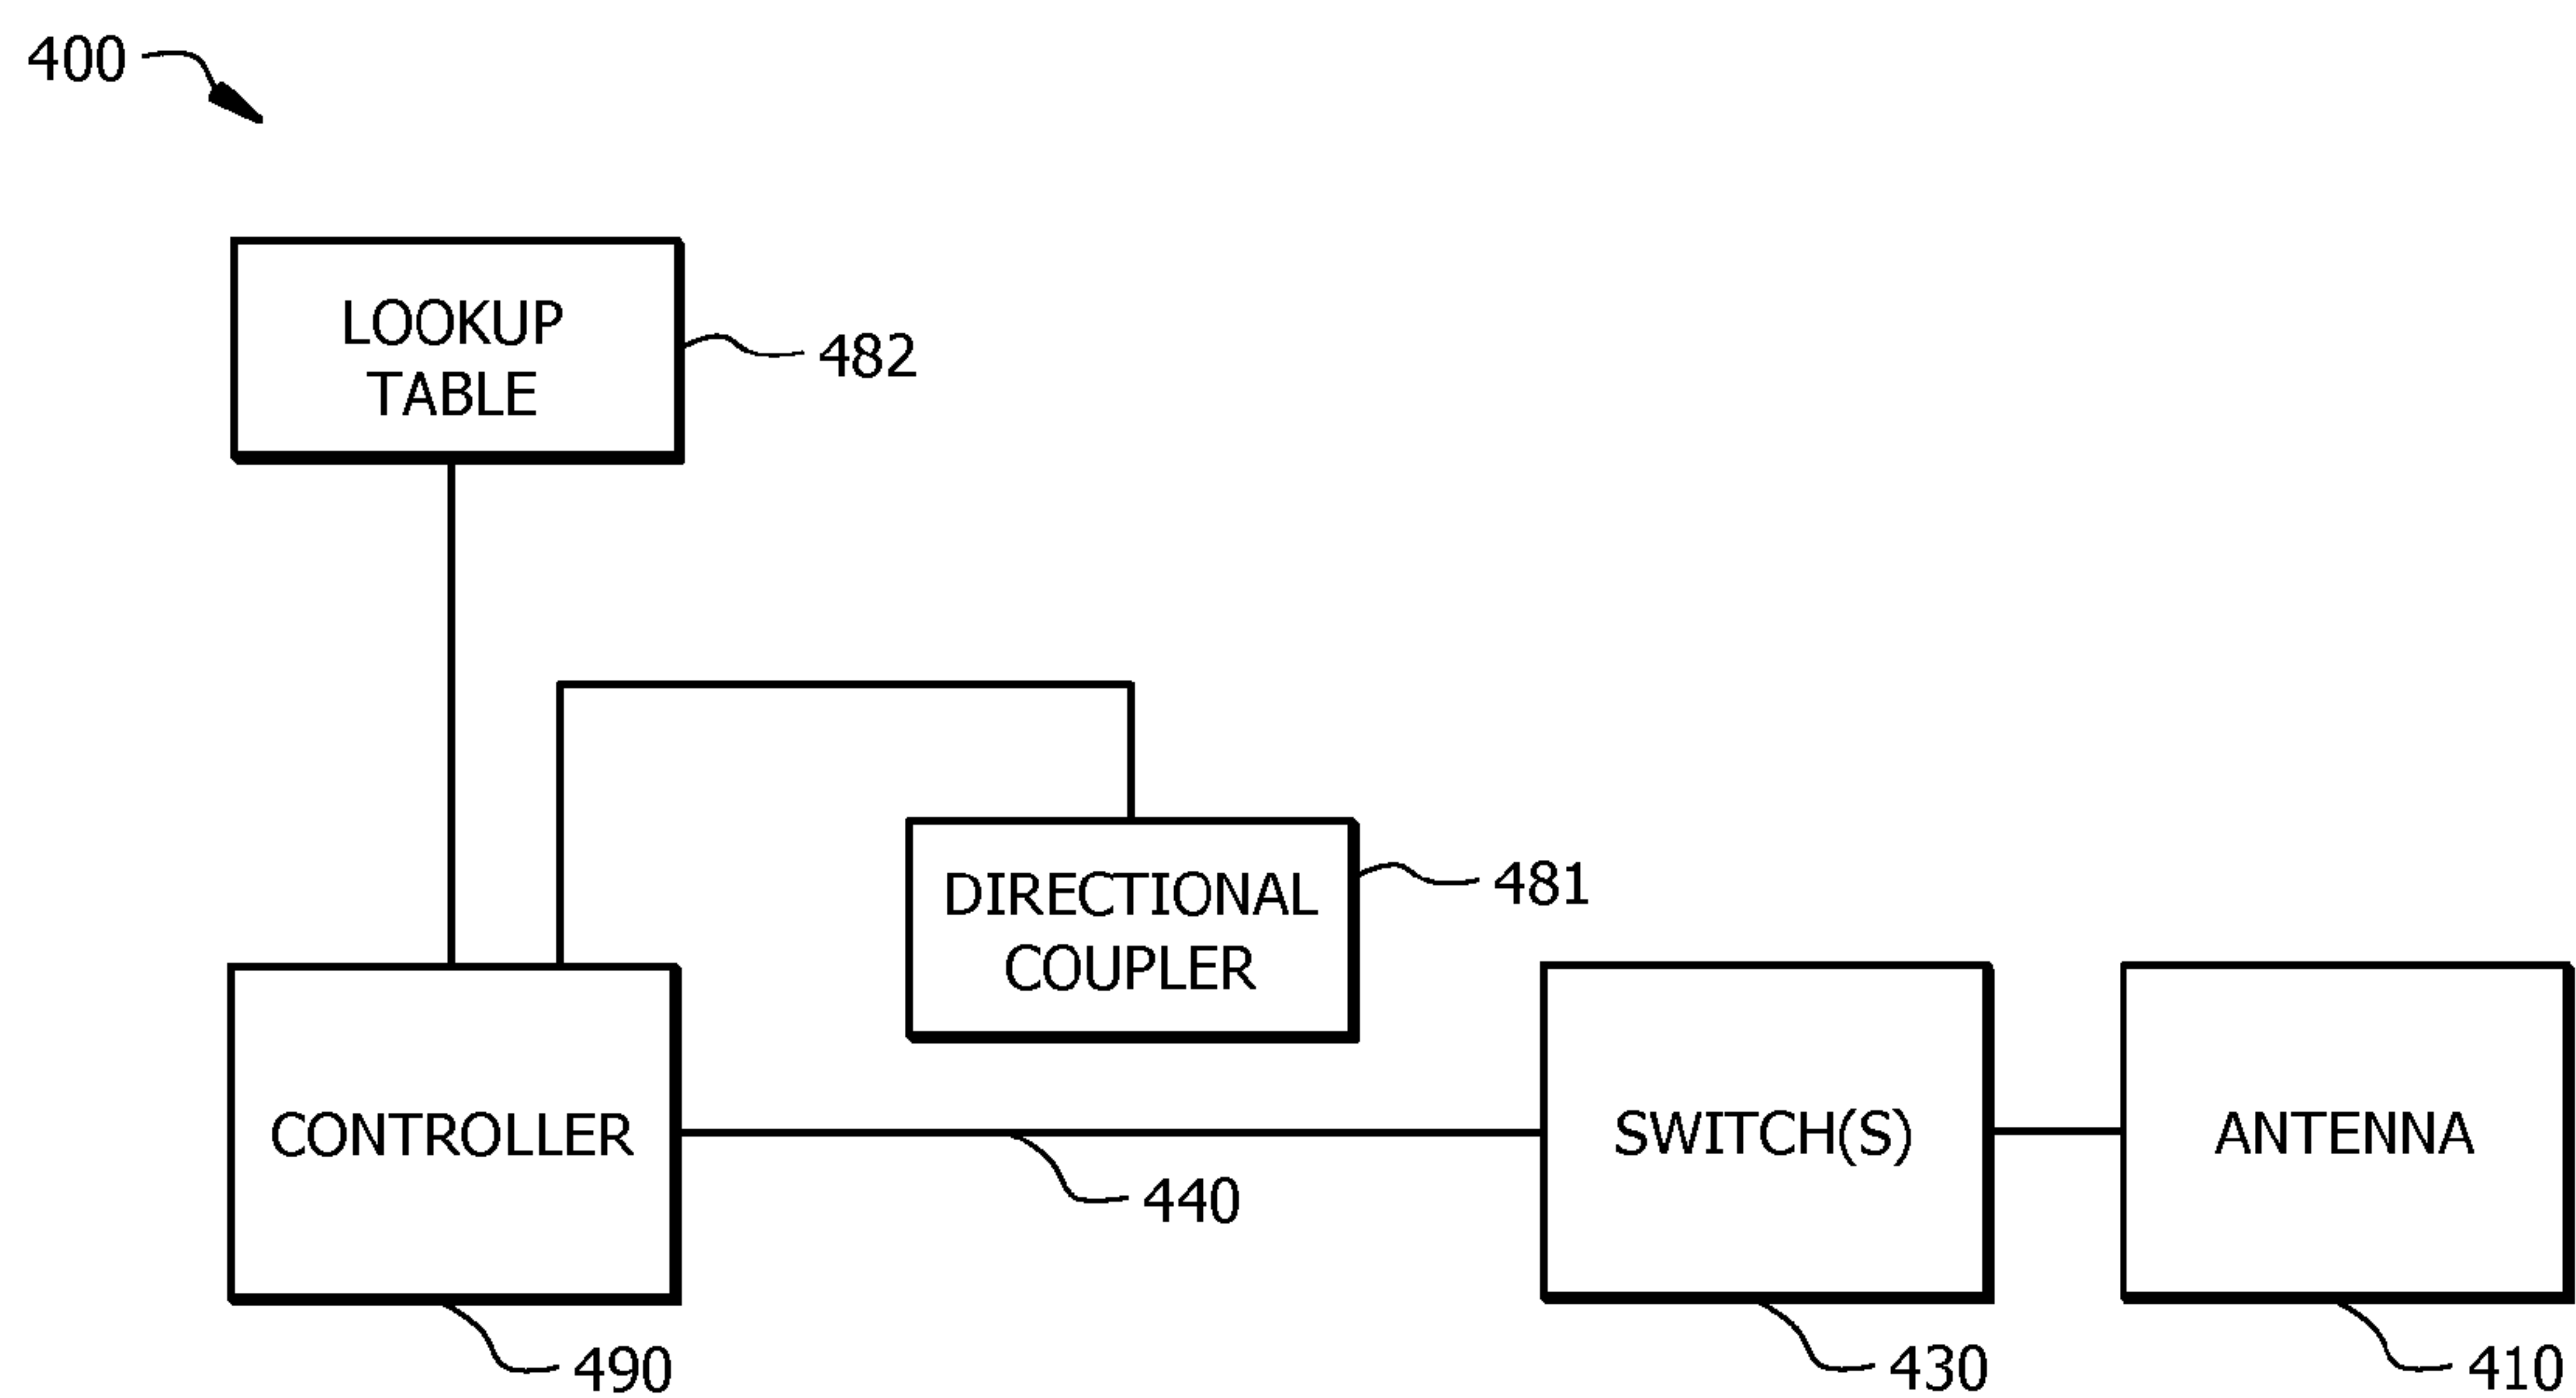 400
LOOKUP
TABLE
482
DIRECTIONAL
COUPLER
481
CONTROLLER
SWITCH(S)
ANTENNA
440
490
430
410